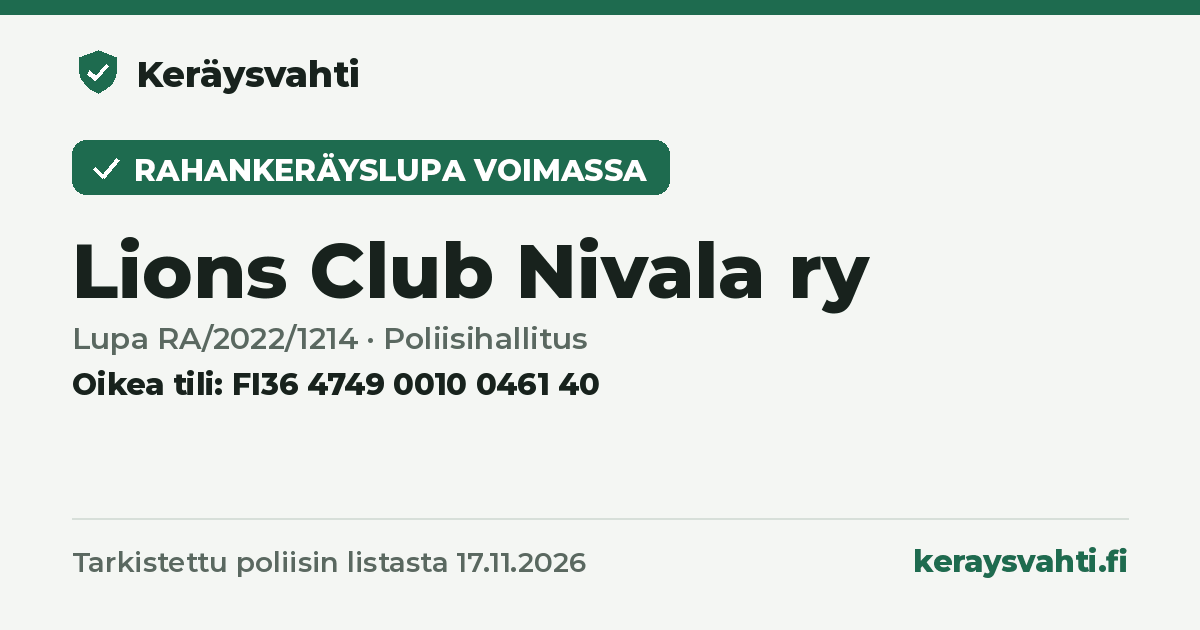 Keräysvahti
RAHANKERÄYSLUPA VOIMASSA
Lions Club Nivala ry
Lupa RA/2022/1214 · Poliisihallitus
Oikea tili: FI36 4749 0010 0461 40
Tarkistettu poliisin listasta 17.11.2026
keraysvahti.fi